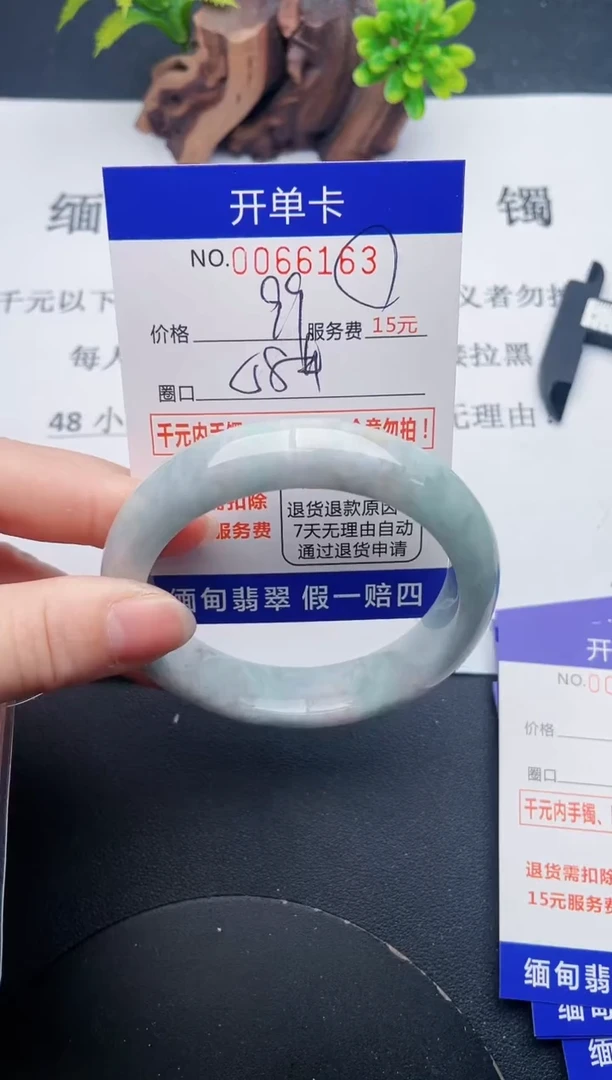 缅
镯
开单卡
NO.0066163
千元以下
义者勿拍
价格 99 服务费 15元
每人
拉黑
圈口
48 小
无理由！
千元内手镯
勿拍！
扣除
服务费
退货退款原因
7天无理由自动
通过退货申请
缅甸翡翠 假一赔四
开
NO.00
价格
圈口
千元内手镯、
退货需扣除
15元服务费
缅甸翡
缅甸
缅